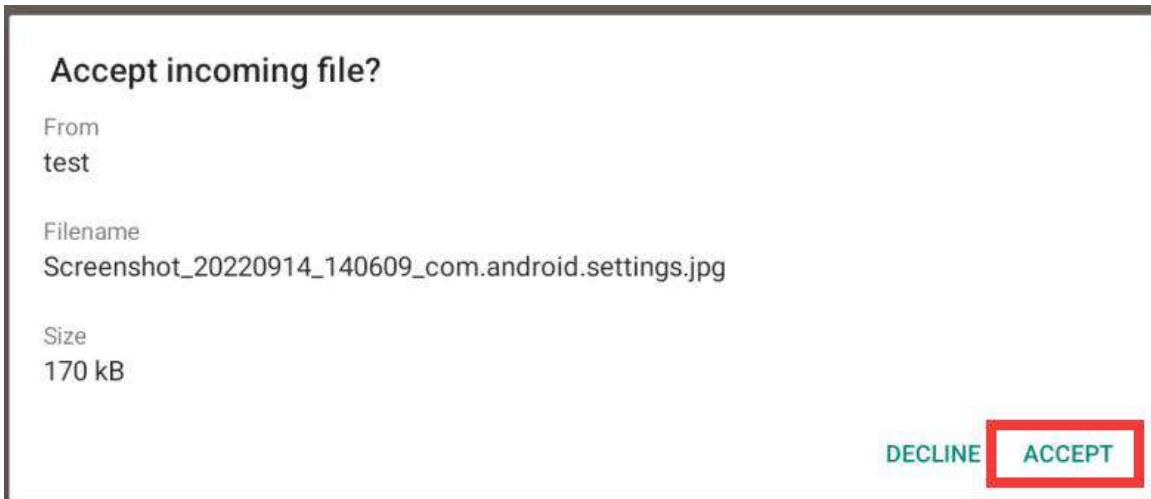 Accept incoming file?
From
test
Filename
Screenshot_20220914_140609_com.android.settings.jpg
Size
170 kB
DECLINE ACCEPT